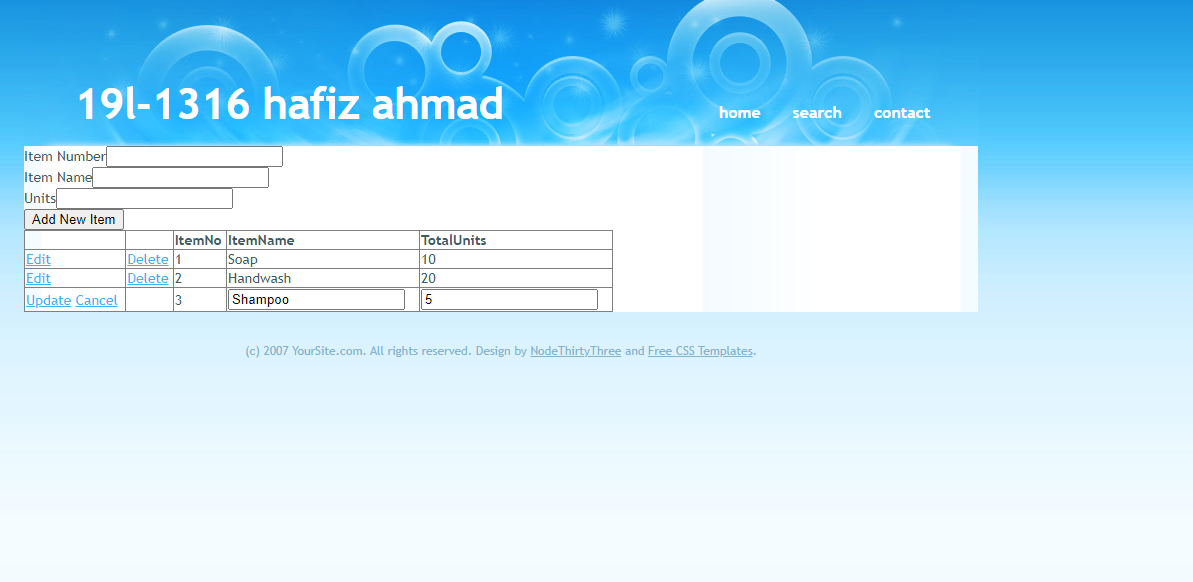 19l-1316 hafiz ahmad
home search contact
Item Number
Item Name
Units
Add New Item
ItemNo ItemName TotalUnits
Edit Delete 1 Soap 10
Edit Delete 2 Handwash 20
Update Cancel 3 Shampoo 5
(c) 2007 YourSite.com. All rights reserved. Design by NodeThirtyThree and Free CSS Templates.